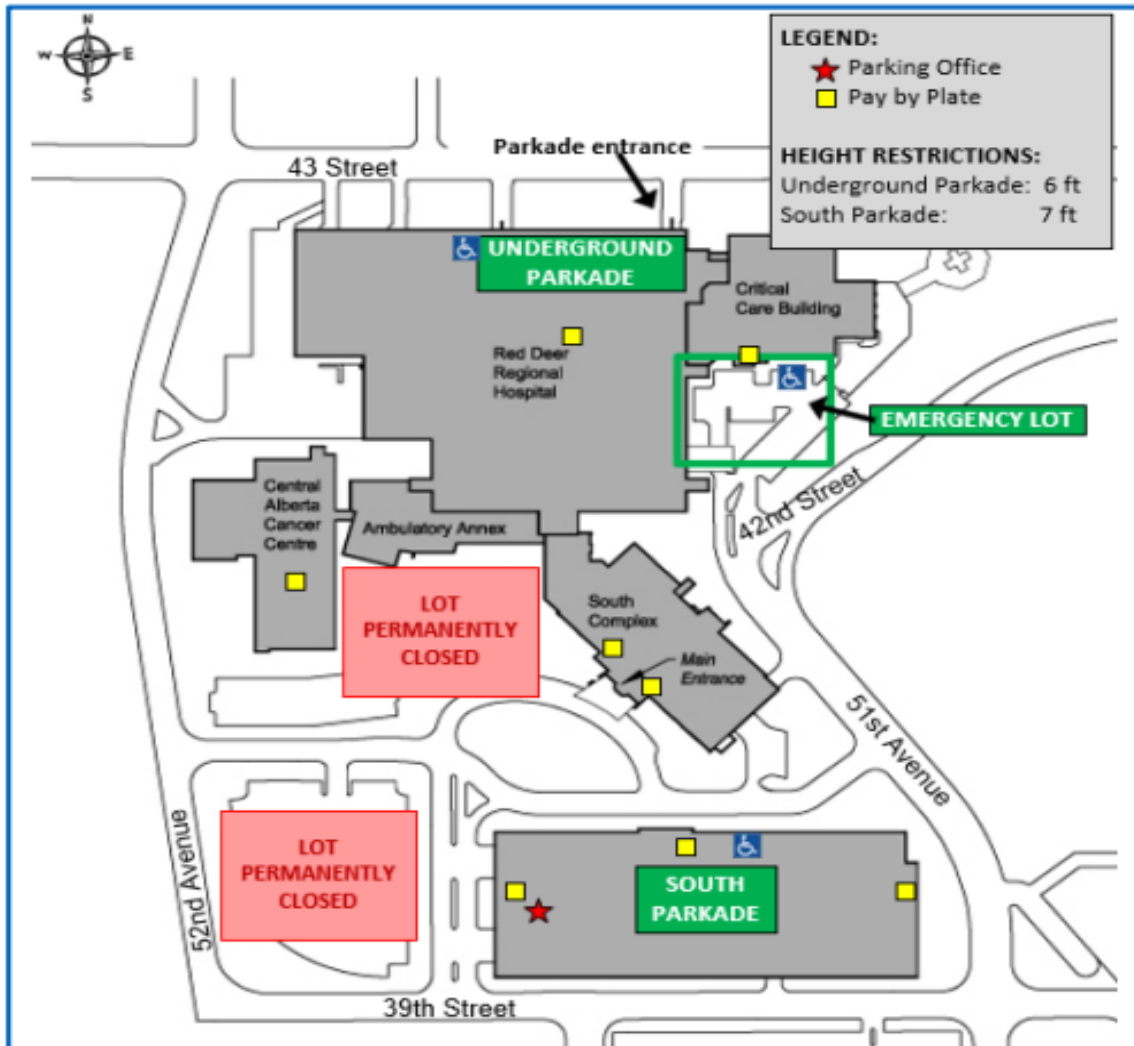 N
W E
S
LEGEND:
Parking Office
Pay by Plate
HEIGHT RESTRICTIONS:
Underground Parkade: 6 ft
South Parkade: 7 ft
Parkade entrance
43 Street
UNDERGROUND
PARKADE
Critical
Care Building
Red Deer
Regional
Hospital
EMERGENCY LOT
42nd Street
Central
Alberta
Cancer
Centre
Ambulatory Annex
LOT
PERMANENTLY
CLOSED
South
Complex
Main
Entrance
51st Avenue
52nd Avenue
LOT
PERMANENTLY
CLOSED
SOUTH
PARKADE
39th Street